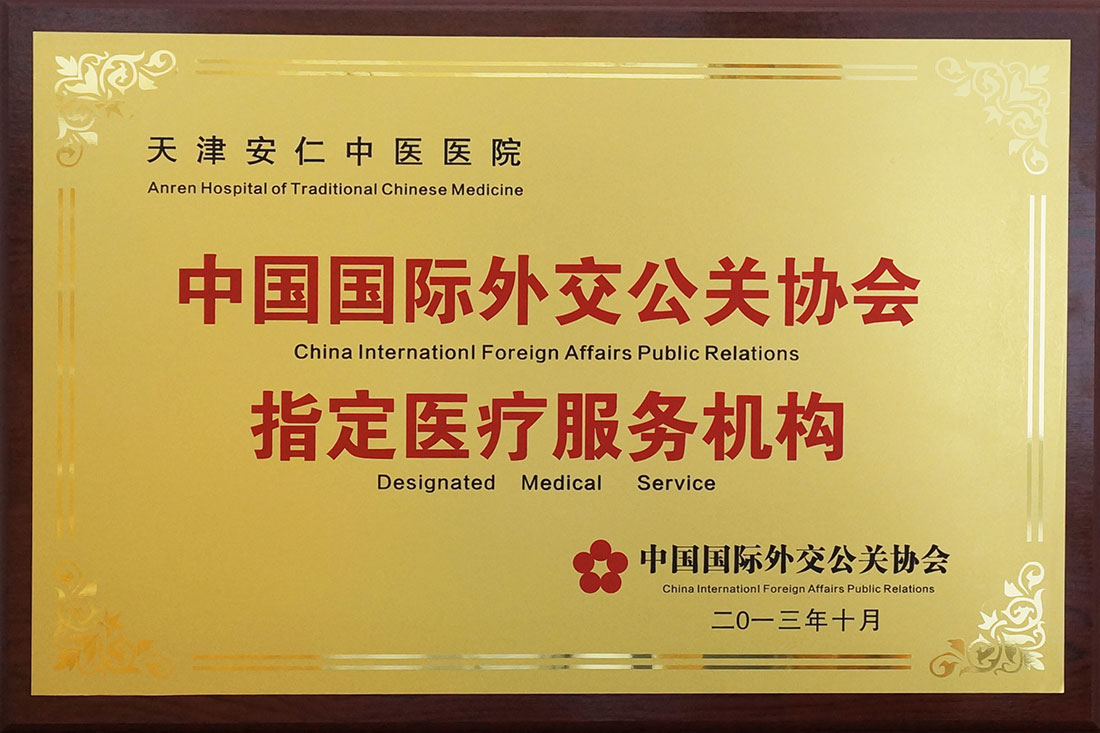 天津安仁中医医院
Anren Hospital of Traditional Chinese Medicine
中国国际外交公关协会
China Internationl Foreign Affairs Public Relations
指定医疗服务机构
Designated Medical Service
中国国际外交公关协会
China Internationl Foreign Affairs Public Relations
二0一三年十月